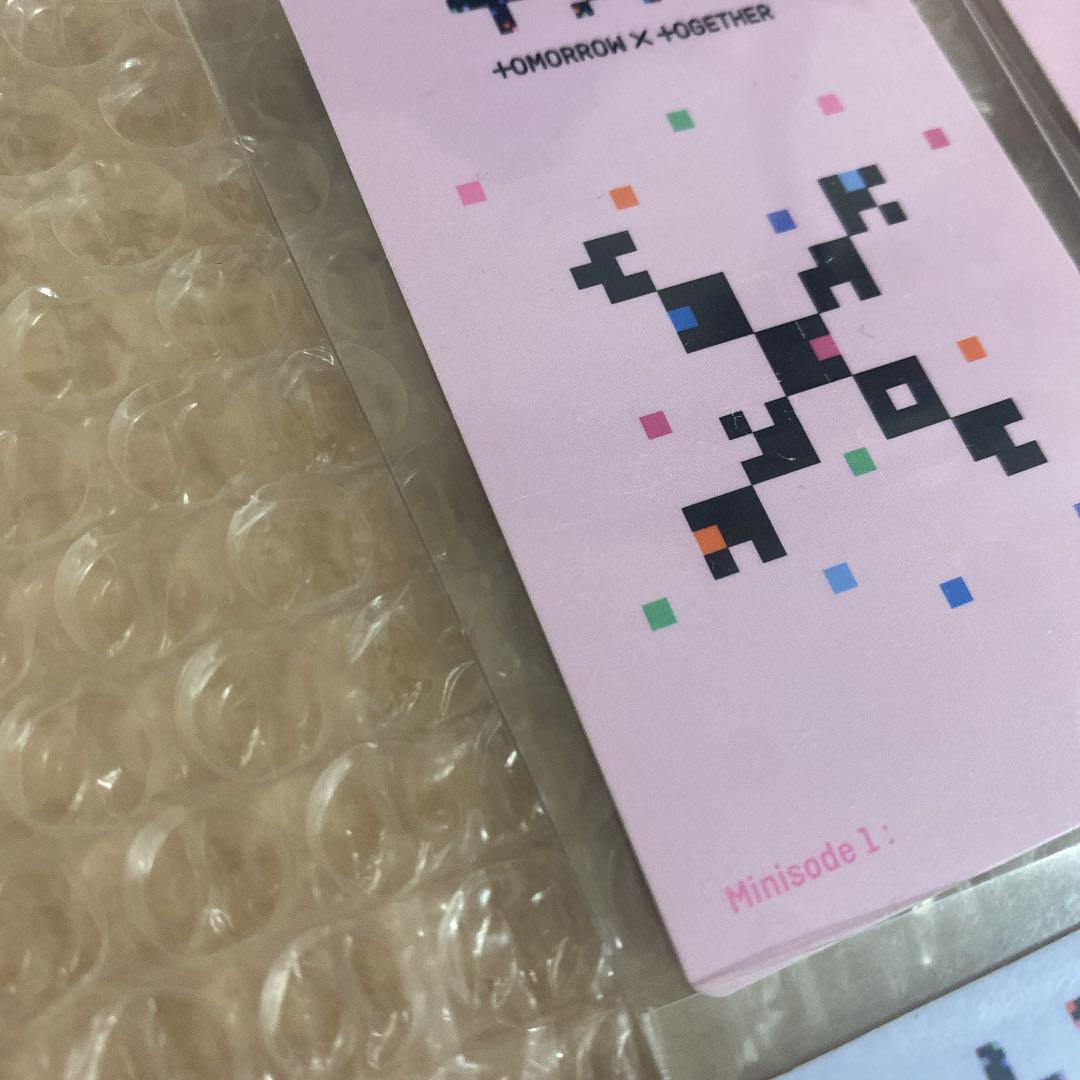 TOMORROW X TOGETHER
Minisode 1 :